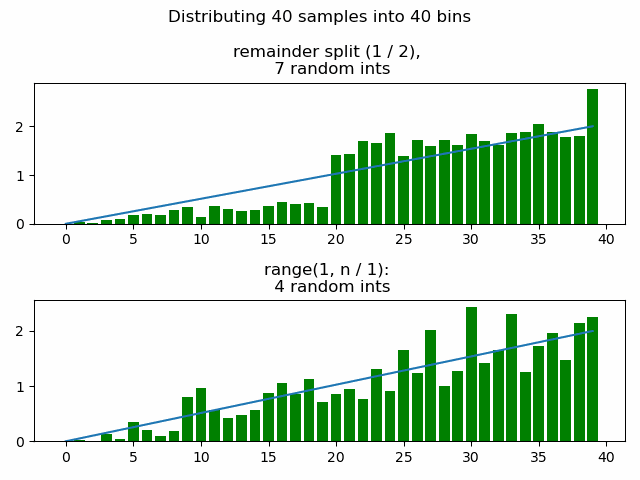 Distributing 40 samples into 40 bins
remainder split (1 / 2),
7 random ints
2
1
0
0 5 10 15 20 25 30 35 40
range(1, n / 1):
4 random ints
2
1
0
0 5 10 15 20 25 30 35 40